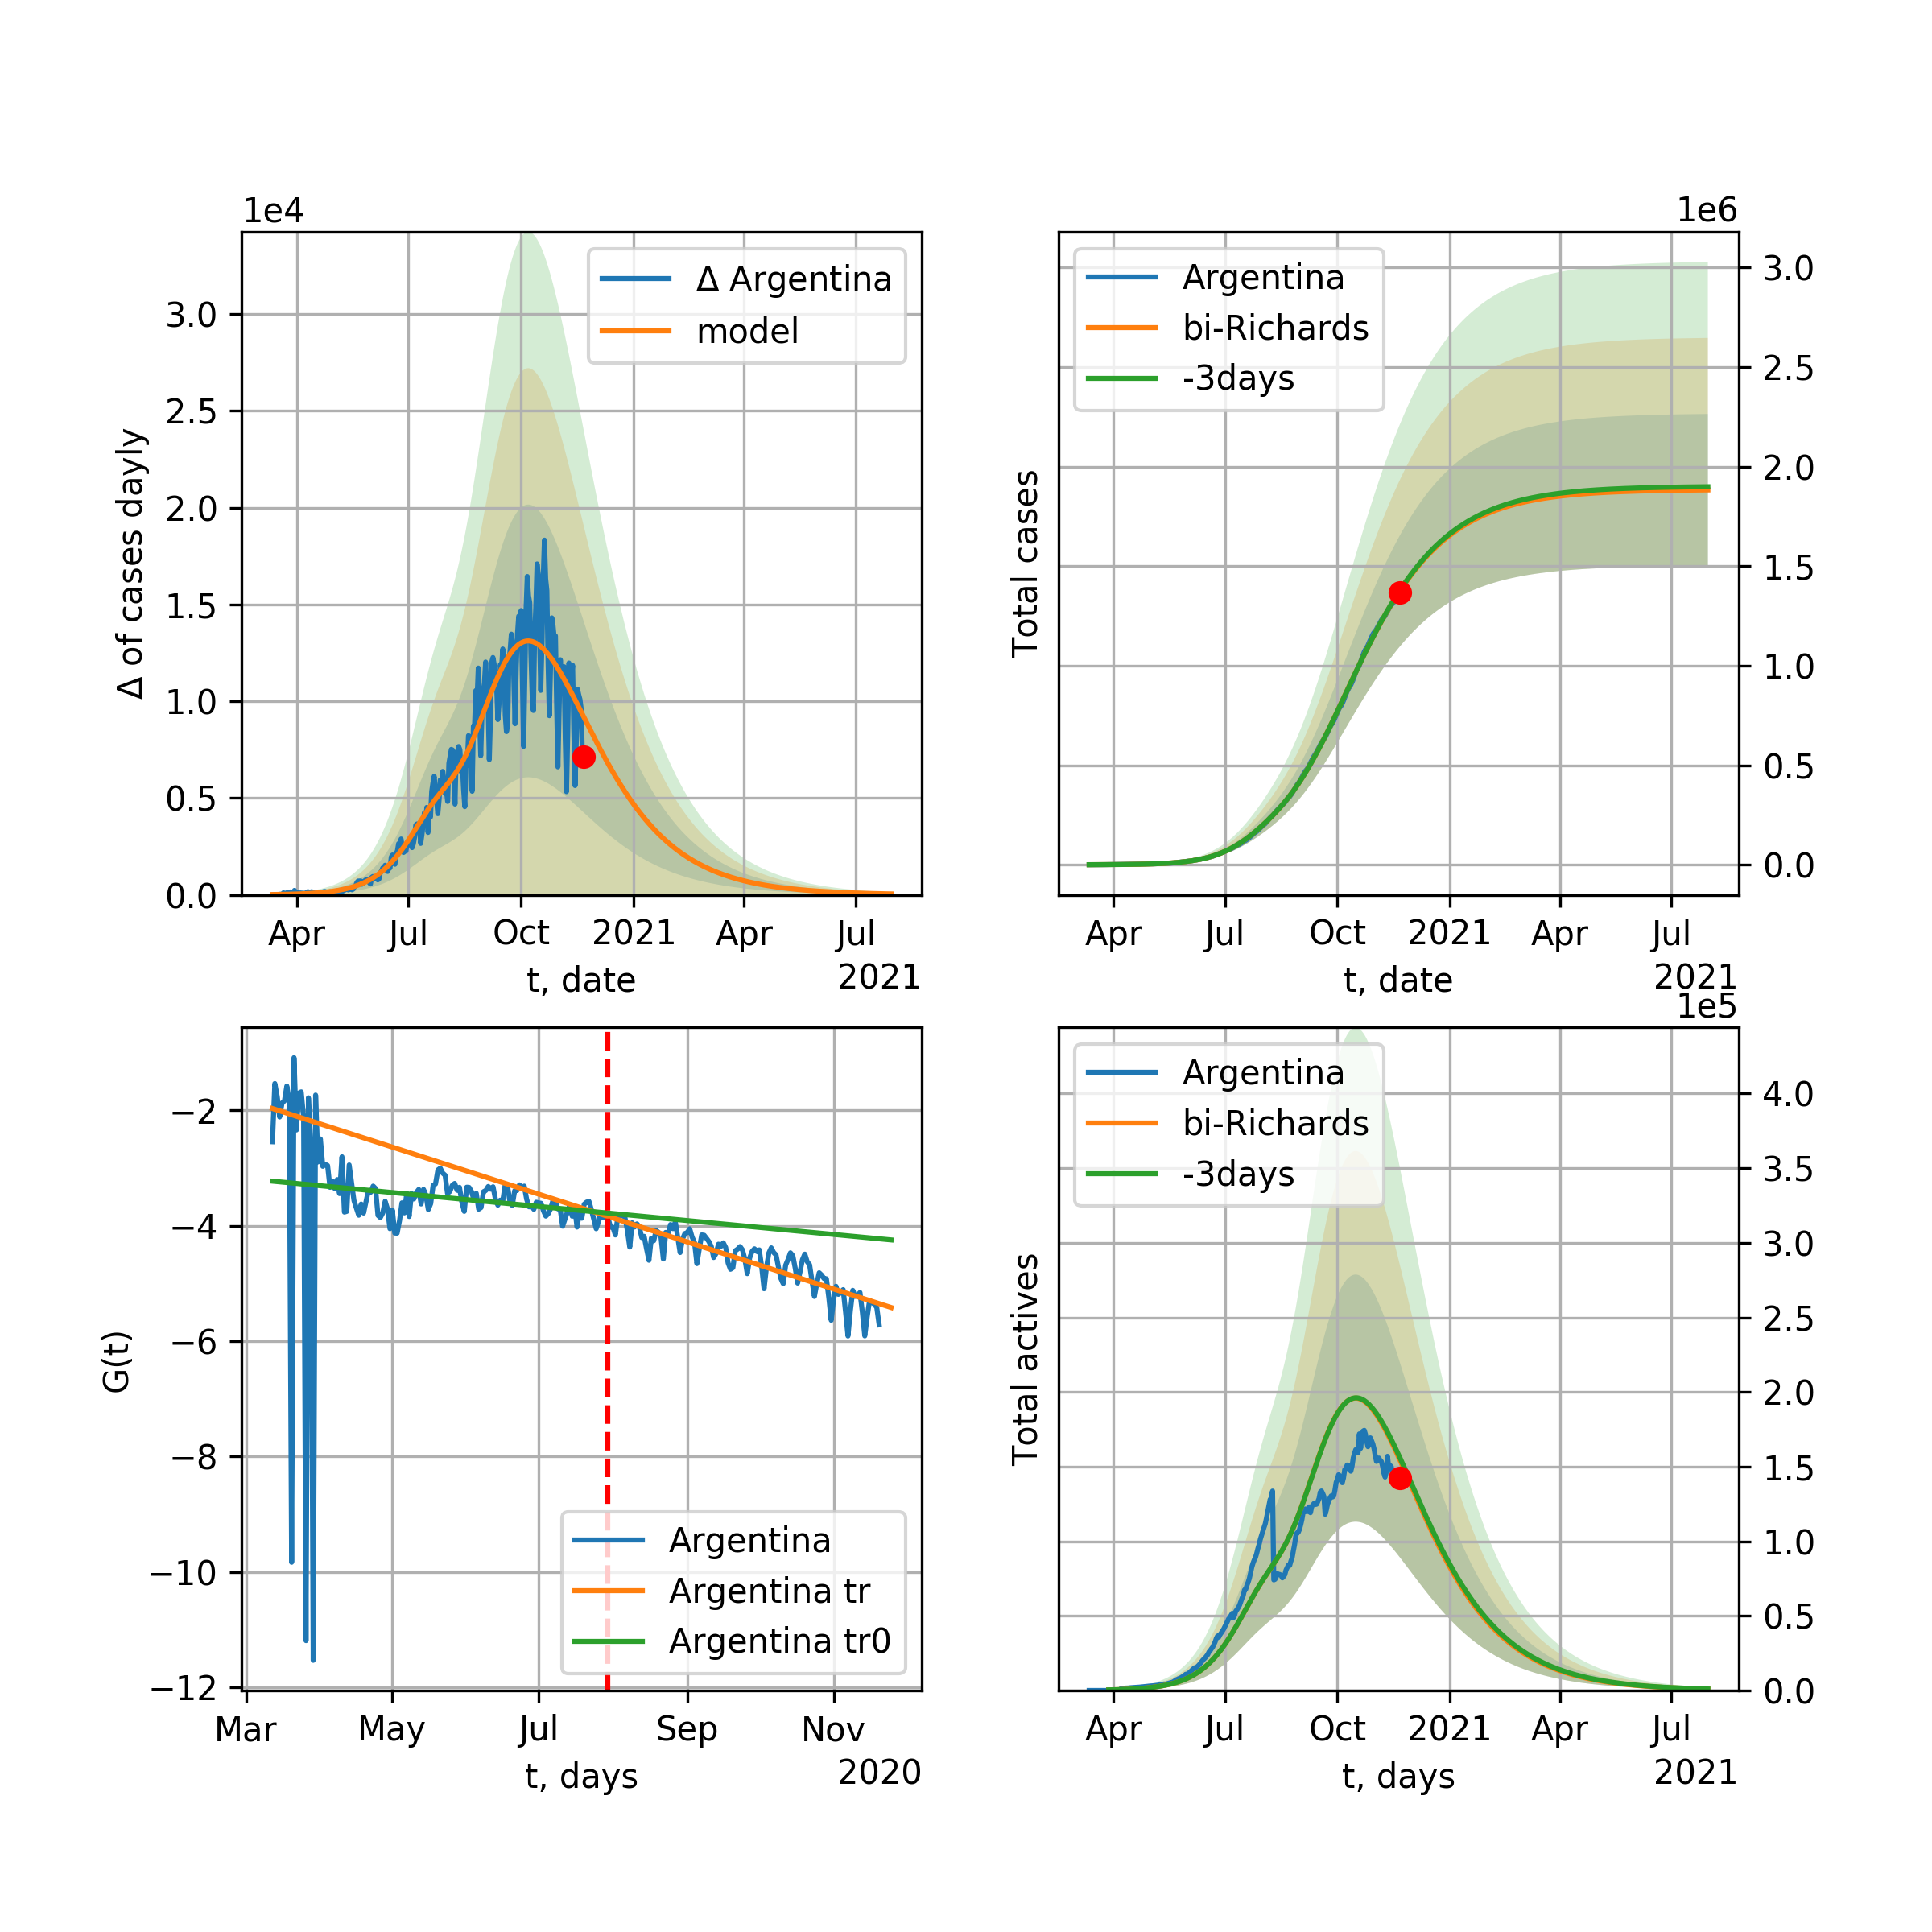 1e4
Δ of cases dayly
3.0
2.5
2.0
1.5
1.0
0.5
0.0
Δ Argentina
model
Apr Jul Oct 2021 Apr Jul
t, date
2021
1e6
Total cases
Argentina
bi-Richards
-3days
3.0
2.5
2.0
1.5
1.0
0.5
0.0
Apr Jul Oct 2021 Apr Jul
t, date
2021
G(t)
−2
−4
−6
−8
−10
−12
Argentina
Argentina tr
Argentina tr0
Mar May Jul Sep Nov
t, days
2020
1e5
Total actives
Argentina
bi-Richards
-3days
4.0
3.5
3.0
2.5
2.0
1.5
1.0
0.5
0.0
Apr Jul Oct 2021 Apr Jul
t, days
2021